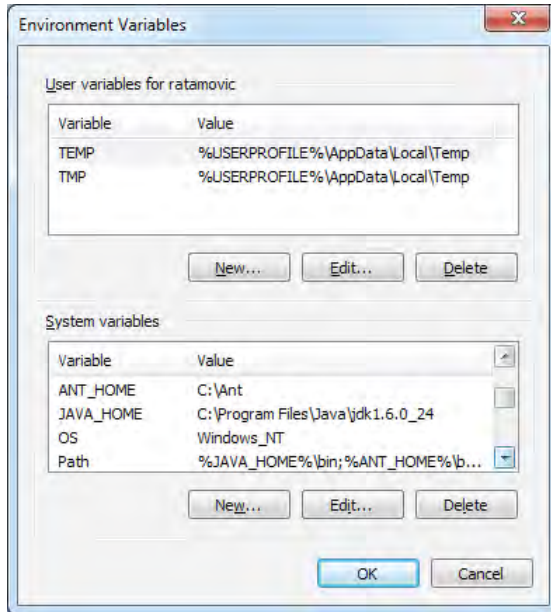 Environment Variables
User variables for ratamovic
Variable Value
TEMP %USERPROFILE%\AppData\Local\Temp
TMP %USERPROFILE%\AppData\Local\Temp
New... Edit... Delete
System variables
Variable Value
ANT_HOME C:\Ant
JAVA_HOME C:\Program Files\Java\jdk1.6.0_24
OS Windows_NT
Path %JAVA_HOME%\bin;%ANT_HOME%\b...
New... Edit... Delete
OK Cancel